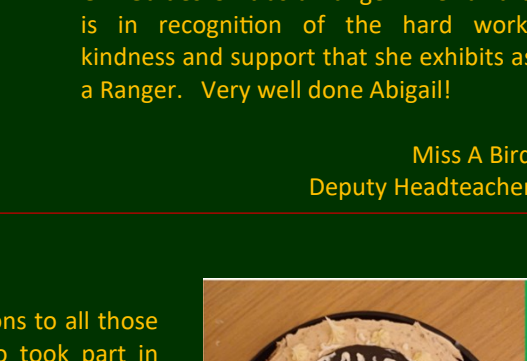 is in recognition of the hard work
kindness and support that she exhibits as
a Ranger. Very well done Abigail!
Miss A Bird
Deputy Headteacher
to all those
took part in